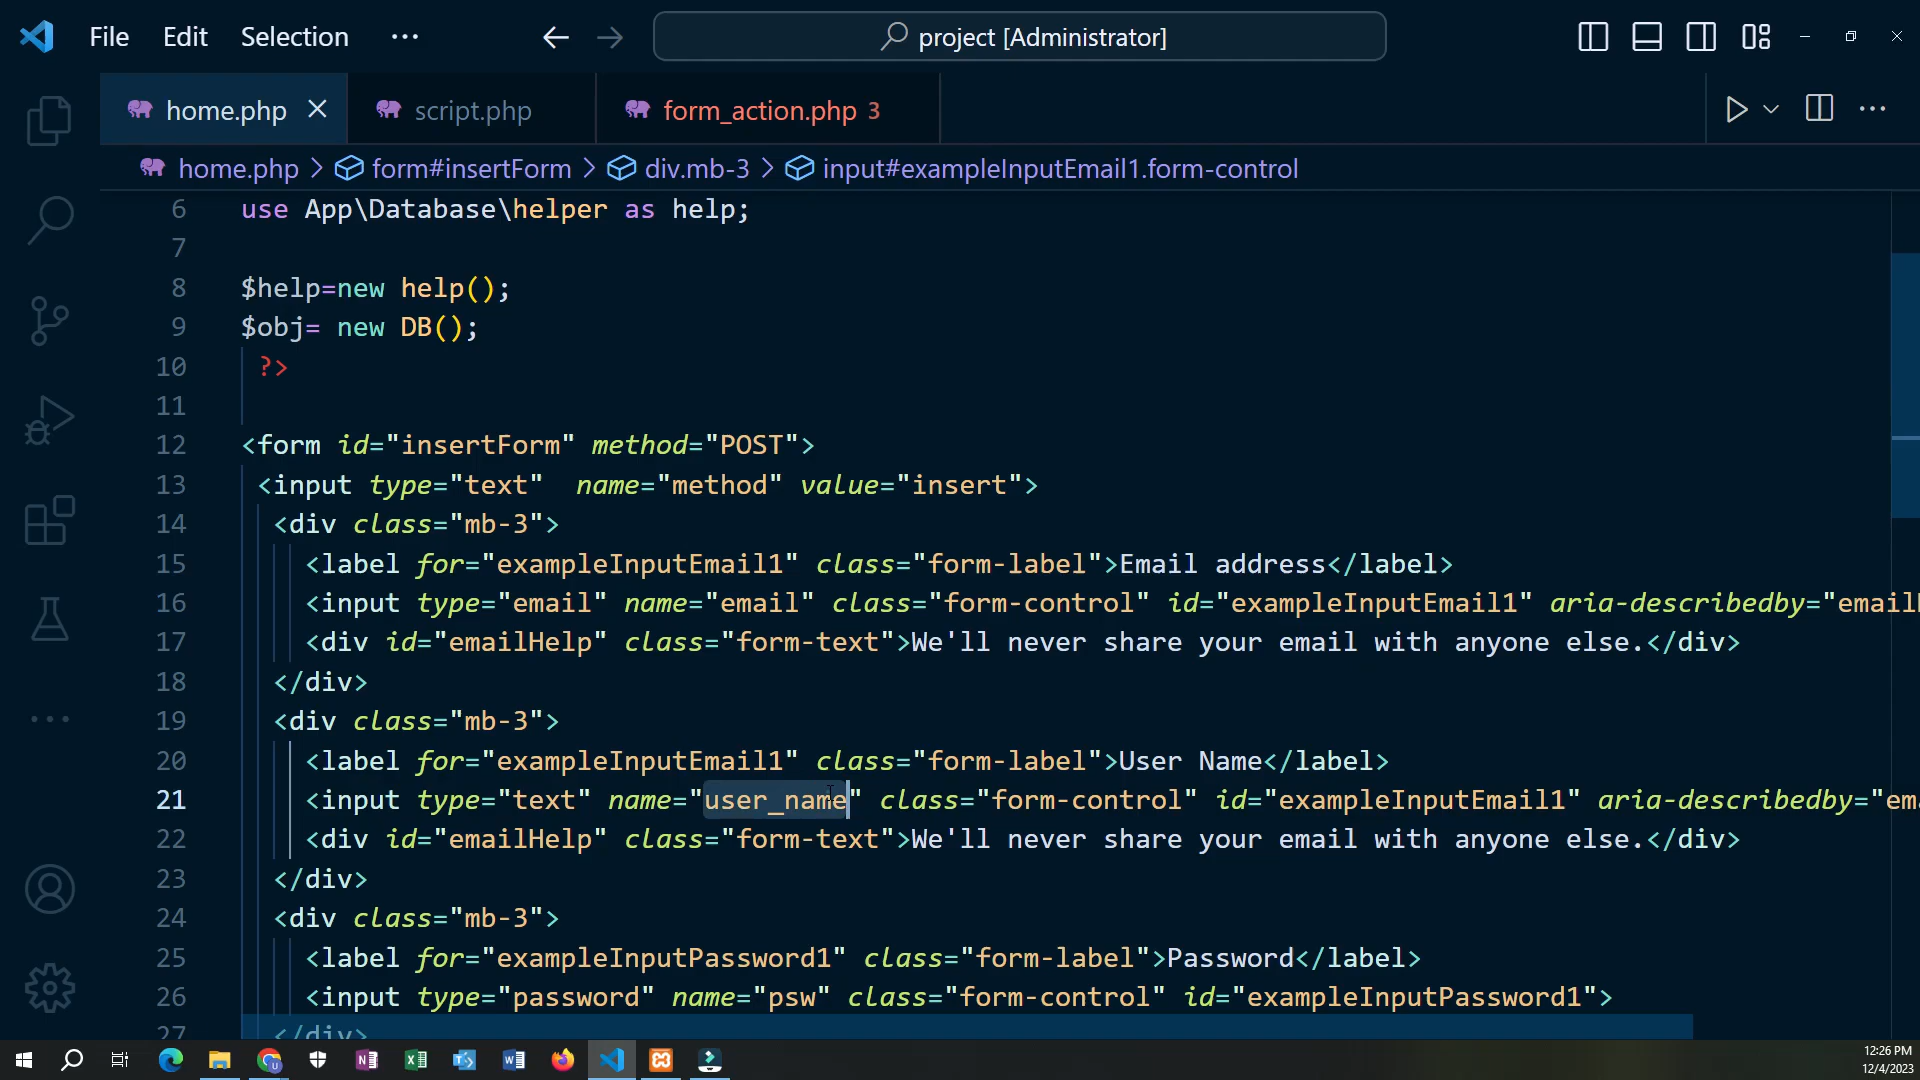 File Edit Selection ··· project [Administrator]
home.php script.php form_action.php 3
home.php > form#insertForm > div.mb-3 > input#exampleInputEmail1.form-control
6 use App\Database\helper as help;
7
8 $help=new help();
9 $obj= new DB();
10 ?>
11
12 <form id="insertForm" method="POST">
13 <input type="text"  name="method" value="insert">
14 <div class="mb-3">
15 <label for="exampleInputEmail1" class="form-label">Email address</label>
16 <input type="email" name="email" class="form-control" id="exampleInputEmail1" aria-describedby="email
17 <div id="emailHelp" class="form-text">We'll never share your email with anyone else.</div>
18 </div>
19 <div class="mb-3">
20 <label for="exampleInputEmail1" class="form-label">User Name</label>
21 <input type="text" name="user_name" class="form-control" id="exampleInputEmail1" aria-describedby="em
22 <div id="emailHelp" class="form-text">We'll never share your email with anyone else.</div>
23 </div>
24 <div class="mb-3">
25 <label for="exampleInputPassword1" class="form-label">Password</label>
26 <input type="password" name="psw" class="form-control" id="exampleInputPassword1">
27 </div>
12:26 PM
12/4/2023